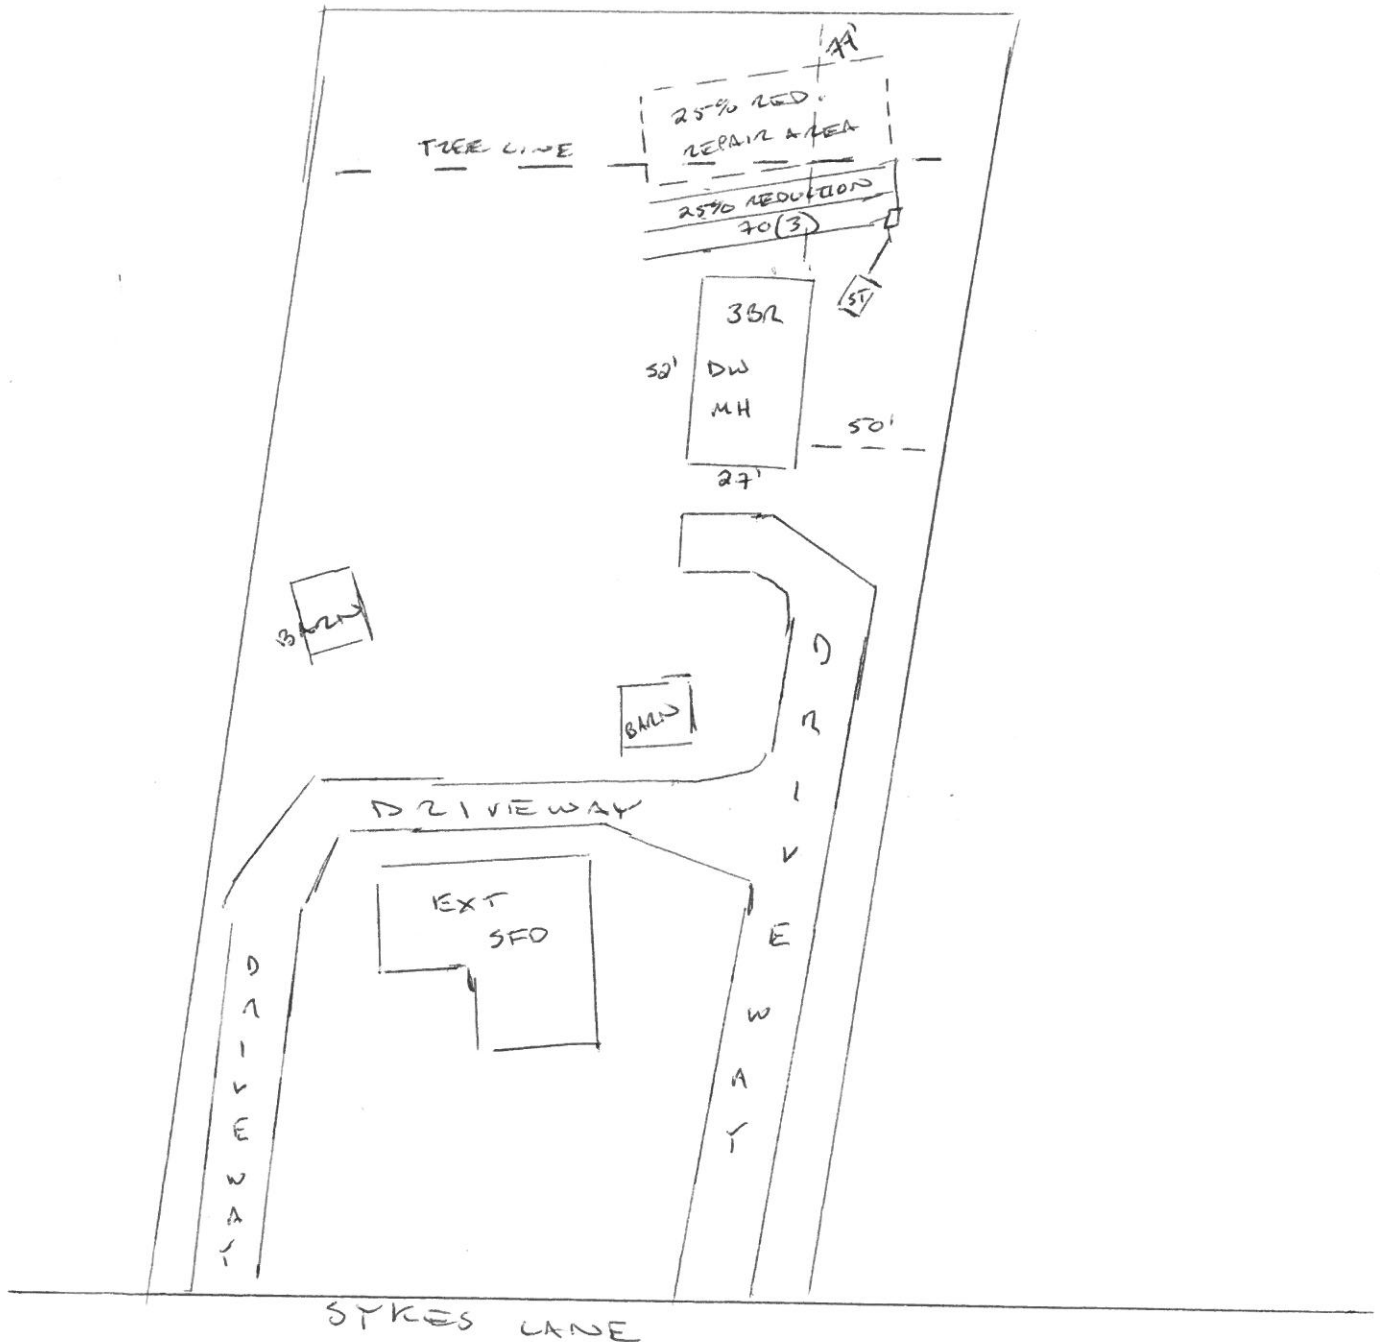 25% RED.
REPAIR AREA
TREE LINE
25% REDUCTION
70(3)
ST
3BR
52'
DW
MH
50'
27'
BARN
BARN
DRIVEWAY
DRIVEWAY
EXT
SFD
DRIVEWAY
SYKES LANE